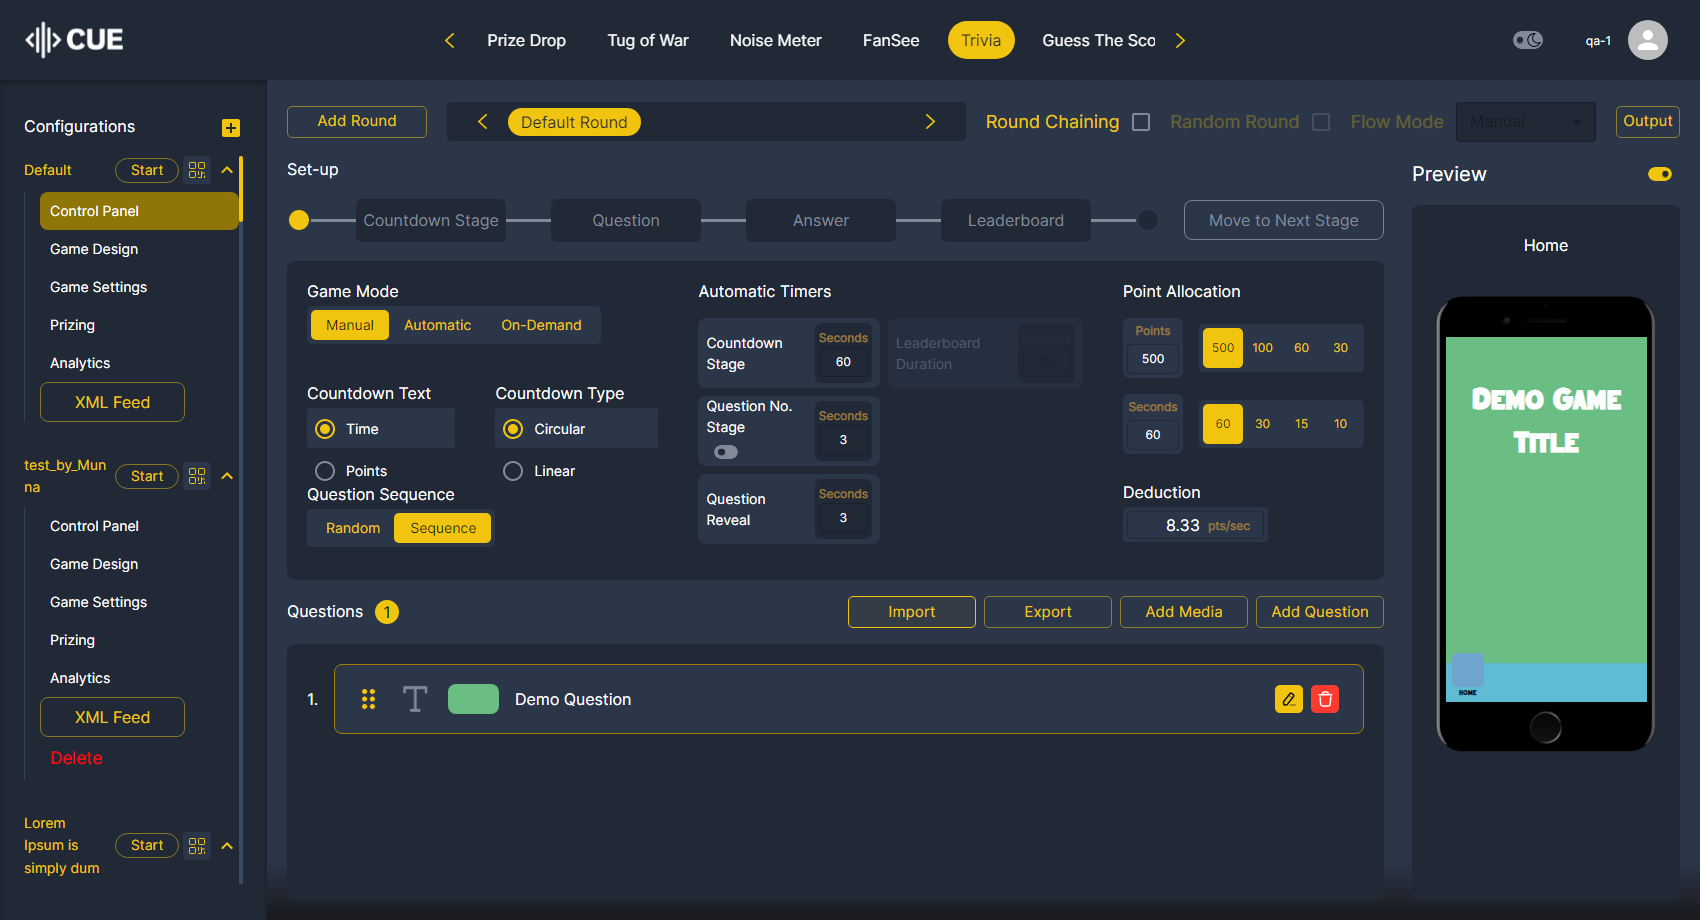 CUE
Prize Drop
Tug of War
Noise Meter
FanSee
Trivia
Guess The Sco
qa-1
Configurations
Default
Start
Control Panel
Game Design
Game Settings
Prizing
Analytics
XML Feed
test_by_Mun
na
Start
Control Panel
Game Design
Game Settings
Prizing
Analytics
XML Feed
Delete
Lorem
Ipsum is
simply dum
Start
Add Round
Default Round
Round Chaining
Random Round
Flow Mode
Manual
Output
Set-up
Countdown Stage
Question
Answer
Leaderboard
Move to Next Stage
Game Mode
Manual
Automatic
On-Demand
Countdown Text
Time
Points
Countdown Type
Circular
Linear
Question Sequence
Random
Sequence
Automatic Timers
Countdown
Stage
Seconds
60
Leaderboard
Duration
Seconds
10
Question No.
Stage
Seconds
3
Question
Reveal
Seconds
3
Point Allocation
Points
500
500
100
60
30
Seconds
60
60
30
15
10
Deduction
8.33 pts/sec
Questions 1
Import
Export
Add Media
Add Question
1.
T
Demo Question
Preview
Home
Demo Game
Title
HOME